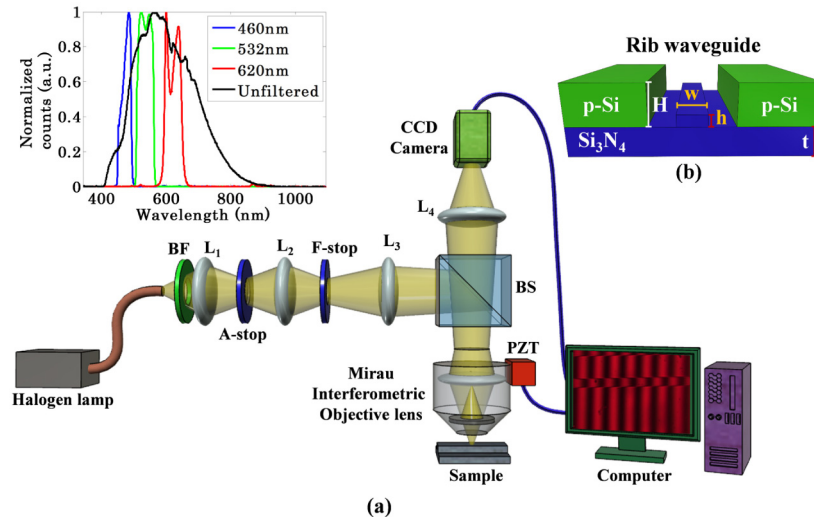 1
0.8
0.6
0.4
0.2
0
Normalized
counts (a.u.)
460nm
532nm
620nm
Unfiltered
400 600 800 1000
Wavelength (nm)
Rib waveguide
p-Si
H
w
h
p-Si
Si₃N₄
t
(b)
CCD
Camera
L₄
BF
L₁
L₂
F-stop
L₃
A-stop
BS
PZT
Mirau
Interferometric
Objective lens
Halogen lamp
Sample
Computer
(a)